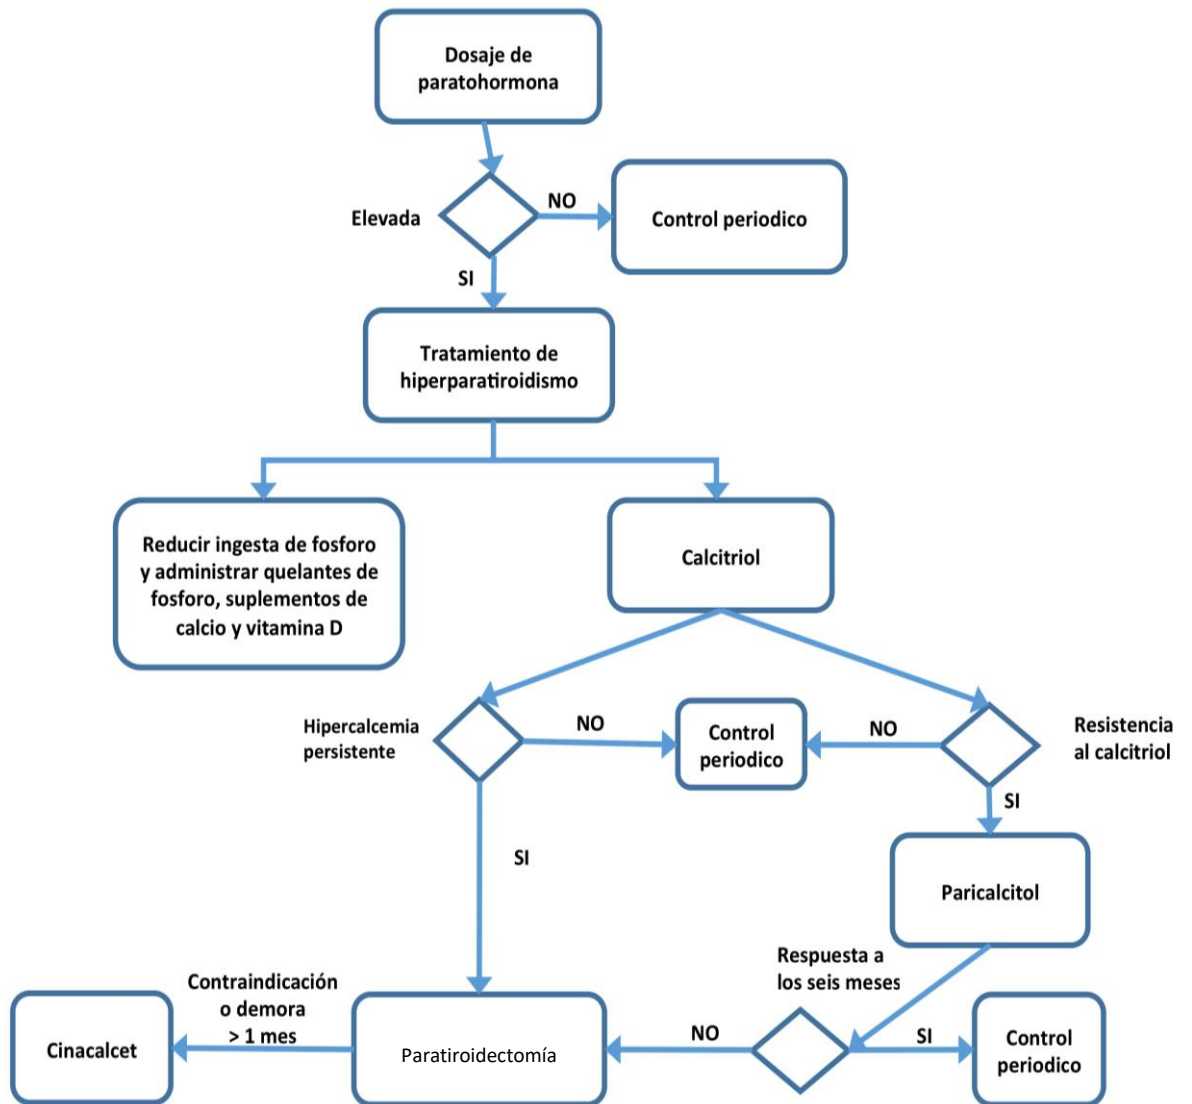 Dosaje de
paratohormona
Elevada
NO
Control periodico
SI
Tratamiento de
hiperparatiroidismo
Reducir ingesta de fosforo
y administrar quelantes de
fosforo, suplementos de
calcio y vitamina D
Calcitriol
Hipercalcemia
persistente
NO
Control
periodico
NO
Resistencia
al calcitriol
SI
SI
Paricalcitol
Respuesta a
los seis meses
Contraindicación
o demora
> 1 mes
Cinacalcet
Paratiroidectomía
NO
SI
Control
periodico